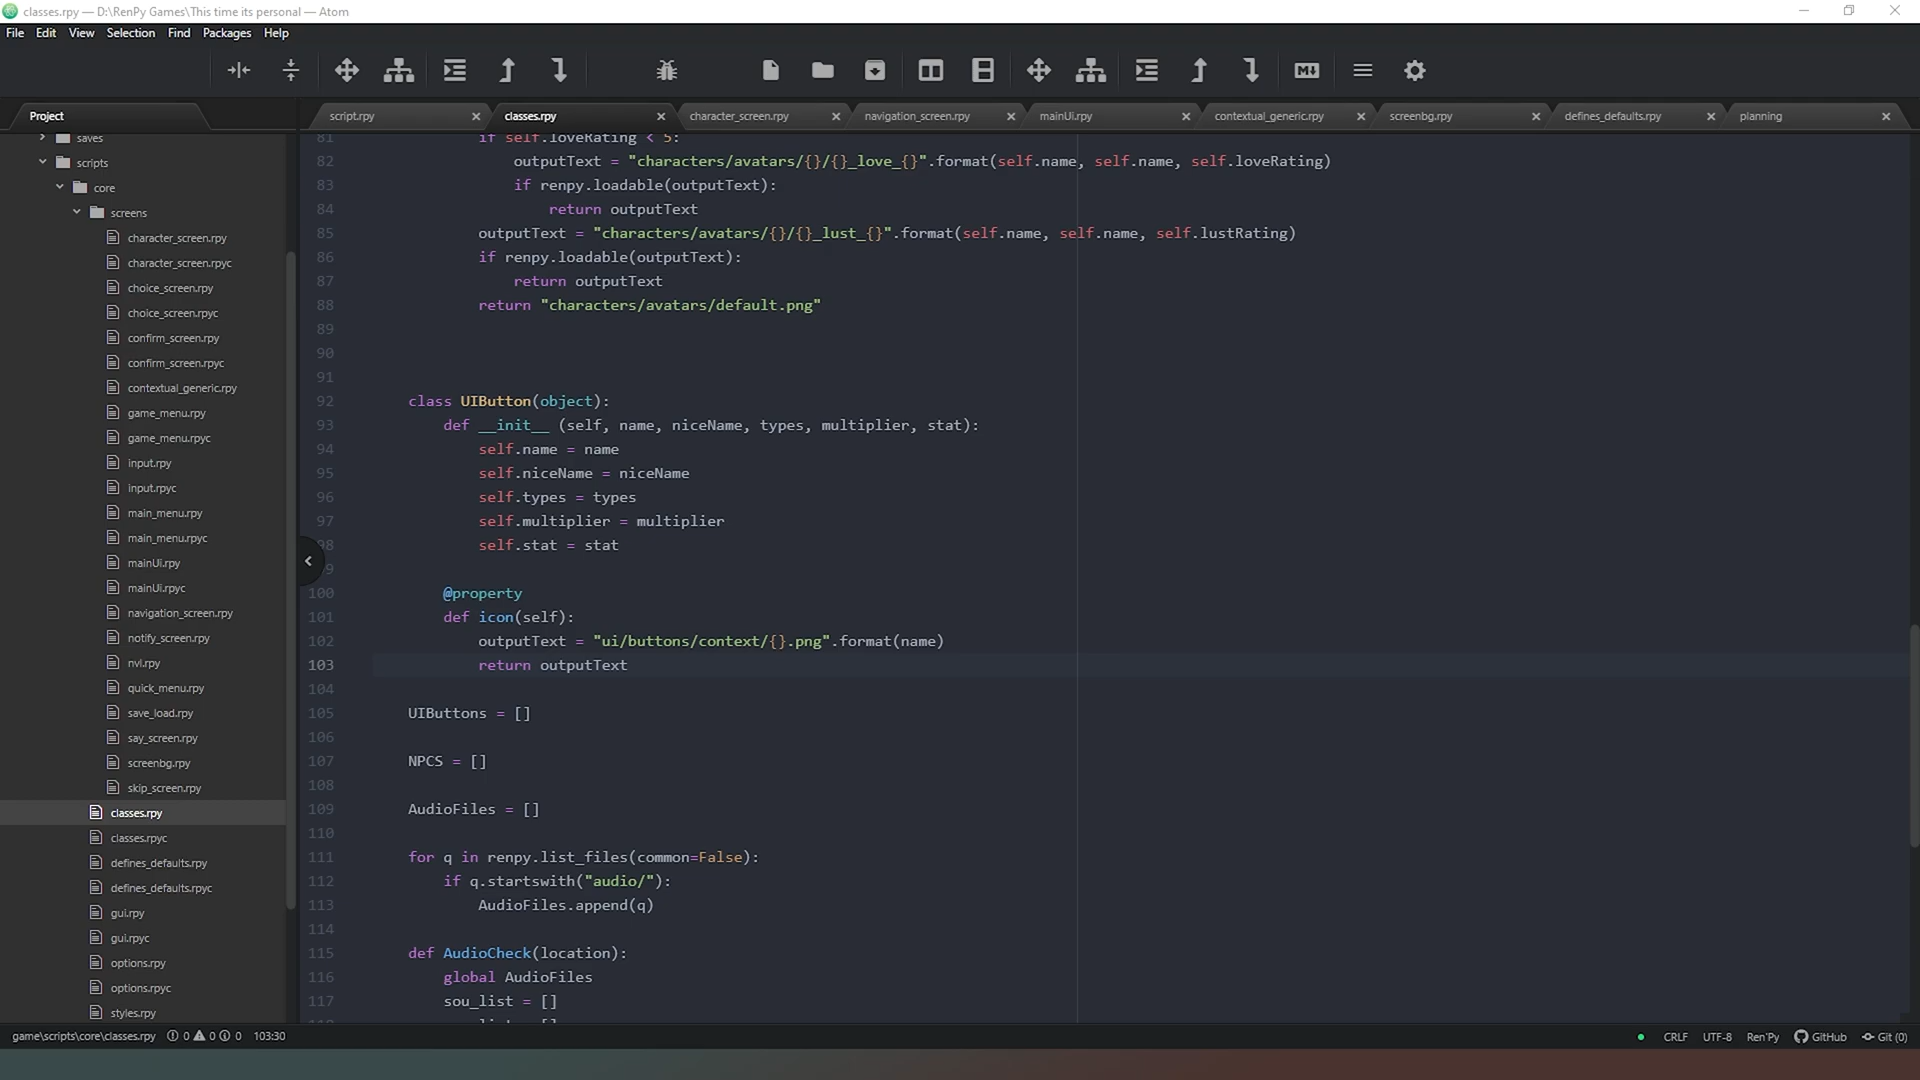 classes.rpy — D:\RenPy Games\This time its personal — Atom
File Edit View Selection Find Packages Help
Project
script.rpy
classes.rpy
character_screen.rpy
navigation_screen.rpy
mainUi.rpy
contextual_generic.rpy
screenbg.rpy
defines_defaults.rpy
planning
saves
scripts
core
screens
character_screen.rpy
character_screen.rpyc
choice_screen.rpy
choice_screen.rpyc
confirm_screen.rpy
confirm_screen.rpyc
contextual_generic.rpy
game_menu.rpy
game_menu.rpyc
input.rpy
input.rpyc
main_menu.rpy
main_menu.rpyc
mainUi.rpy
mainUi.rpyc
navigation_screen.rpy
notify_screen.rpy
nvl.rpy
quick_menu.rpy
save_load.rpy
say_screen.rpy
screenbg.rpy
skip_screen.rpy
classes.rpy
classes.rpyc
defines_defaults.rpy
defines_defaults.rpyc
gui.rpy
gui.rpyc
options.rpy
options.rpyc
styles.rpy
81 if self.loveRating < 5:
82 outputText = "characters/avatars/{}/{}_love_{}".format(self.name, self.name, self.loveRating)
83 if renpy.loadable(outputText):
84 return outputText
85 outputText = "characters/avatars/{}/{}_lust_{}".format(self.name, self.name, self.lustRating)
86 if renpy.loadable(outputText):
87 return outputText
88 return "characters/avatars/default.png"
89
90
91
92 class UIButton(object):
93 def __init__ (self, name, niceName, types, multiplier, stat):
94 self.name = name
95 self.niceName = niceName
96 self.types = types
97 self.multiplier = multiplier
98 self.stat = stat
9
100 @property
101 def icon(self):
102 outputText = "ui/buttons/context/{}.png".format(name)
103 return outputText
104
105 UIButtons = []
106
107 NPCS = []
108
109 AudioFiles = []
110
111 for q in renpy.list_files(common=False):
112 if q.startswith("audio/"):
113 AudioFiles.append(q)
114
115 def AudioCheck(location):
116 global AudioFiles
117 sou_list = []
game\scripts\core\classes.rpy 0 0 0 103:30
CRLF UTF-8 Ren'Py GitHub Git (0)